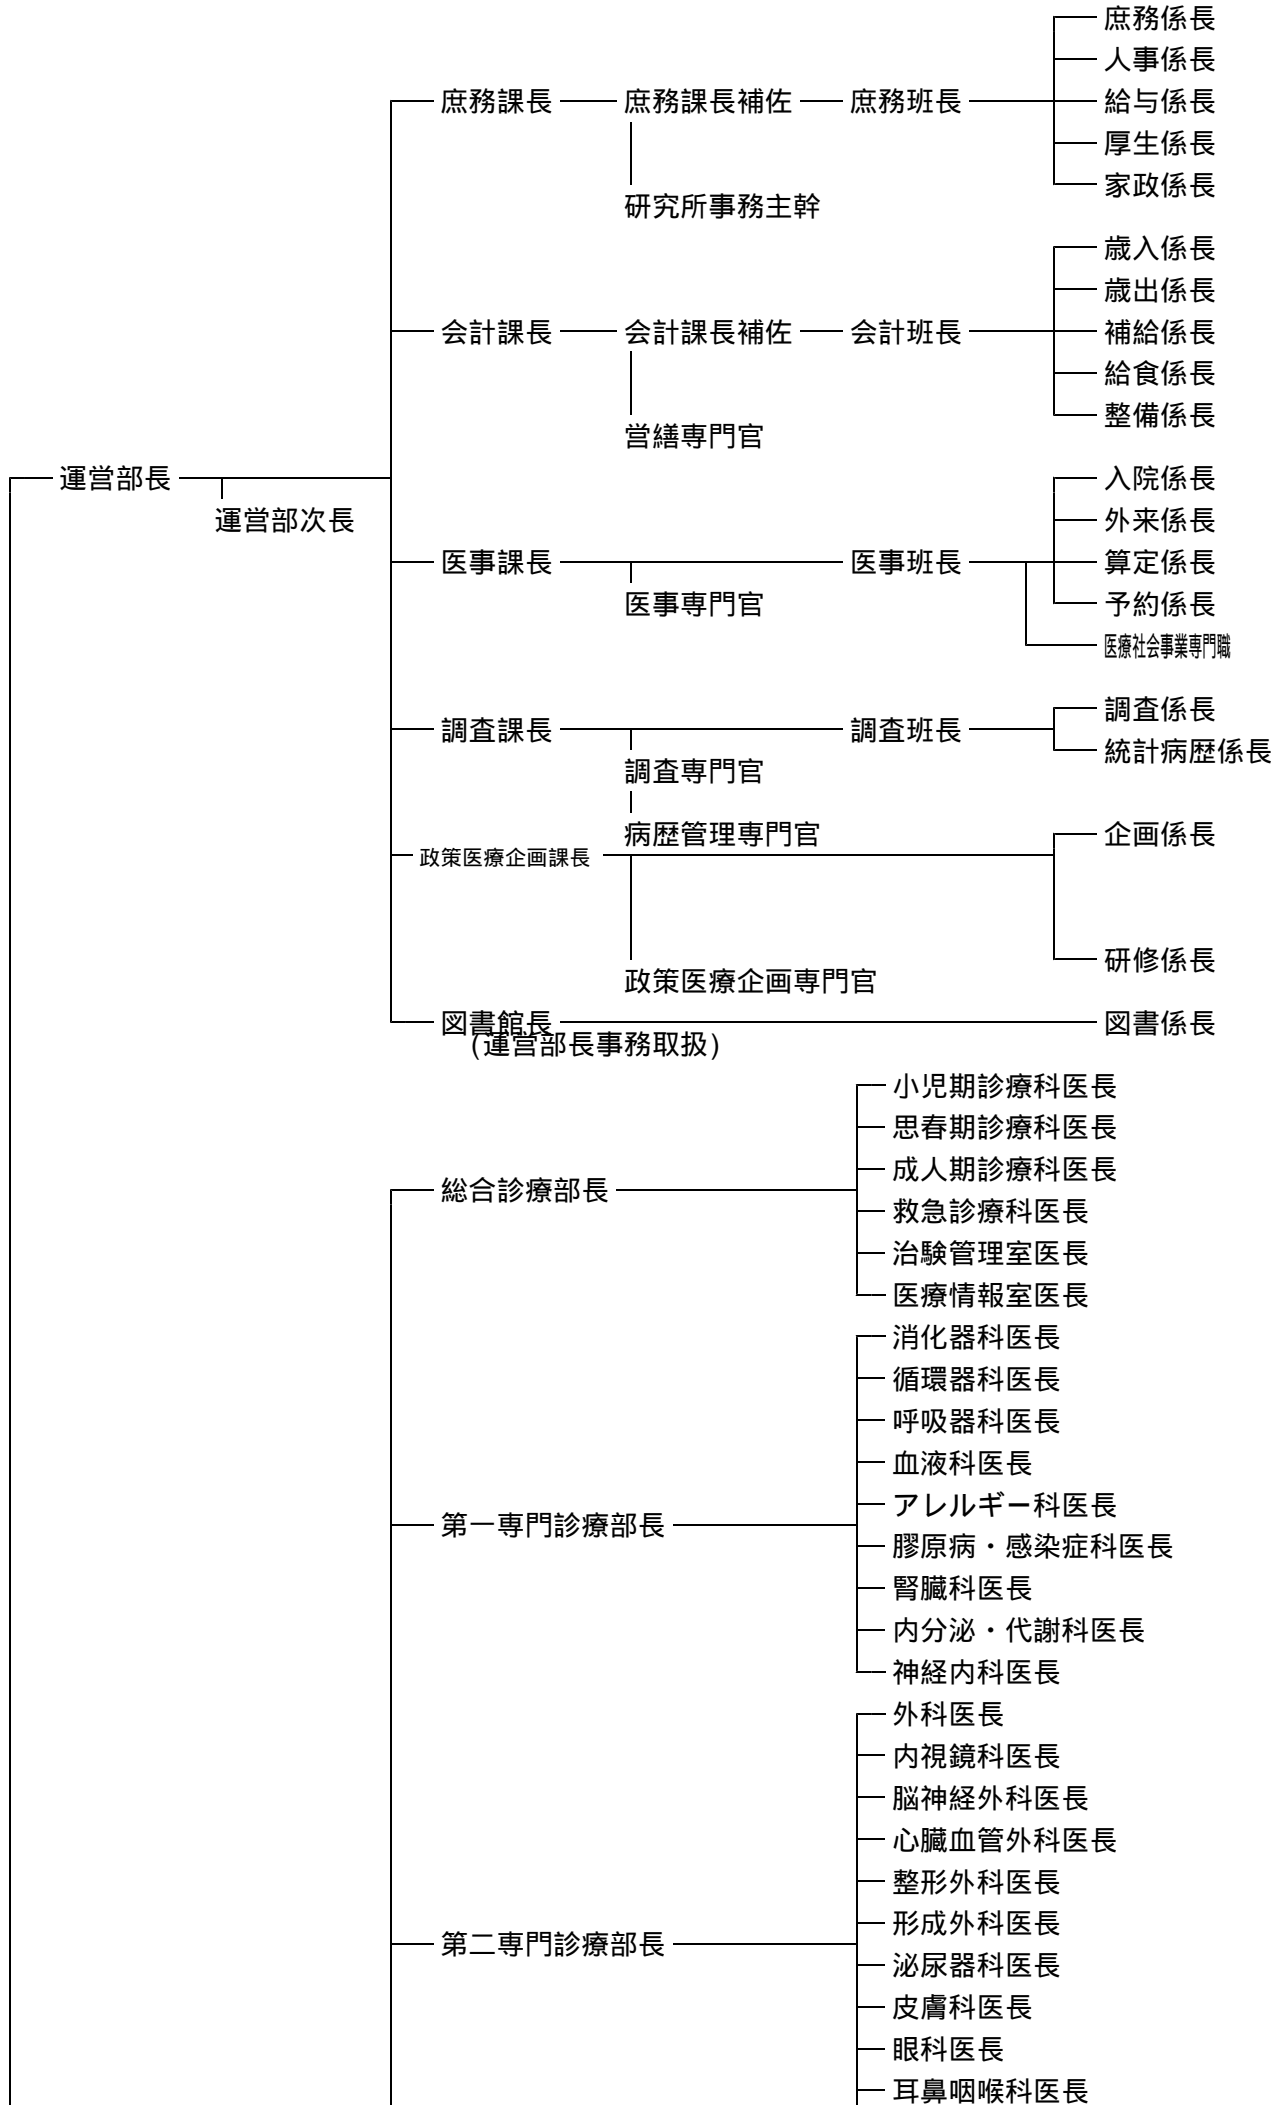 庶務係長
人事係長
庶務課長 庶務課長補佐 庶務班長 給与係長
厚生係長
家政係長
研究所事務主幹
歳入係長
歳出係長
会計課長 会計課長補佐 会計班長 補給係長
給食係長
整備係長
営繕専門官
運営部長 入院係長
運営部次長 外来係長
医事課長 医事班長 算定係長
医事専門官 予約係長
医療社会事業専門職
調査係長
調査課長 調査班長
統計病歴係長
調査専門官
病歴管理専門官 企画係長
政策医療企画課長
研修係長
政策医療企画専門官
図書館長 図書係長
(運営部長事務取扱)
小児期診療科医長
思春期診療科医長
成人期診療科医長
総合診療部長
救急診療科医長
治験管理室医長
医療情報室医長
消化器科医長
循環器科医長
呼吸器科医長
血液科医長
アレルギー科医長
第一専門診療部長
膠原病・感染症科医長
腎臓科医長
内分泌・代謝科医長
神経内科医長
外科医長
内視鏡科医長
脳神経外科医長
心臓血管外科医長
整形外科医長
形成外科医長
第二専門診療部長
泌尿器科医長
皮膚科医長
眼科医長
耳鼻咽喉科医長